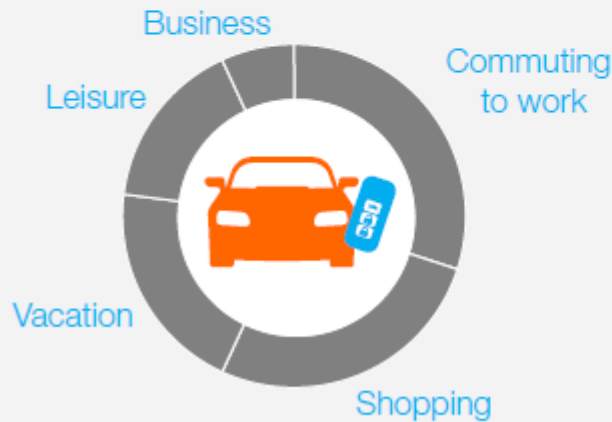 Business
Commuting
to work
Leisure
Vacation
Shopping